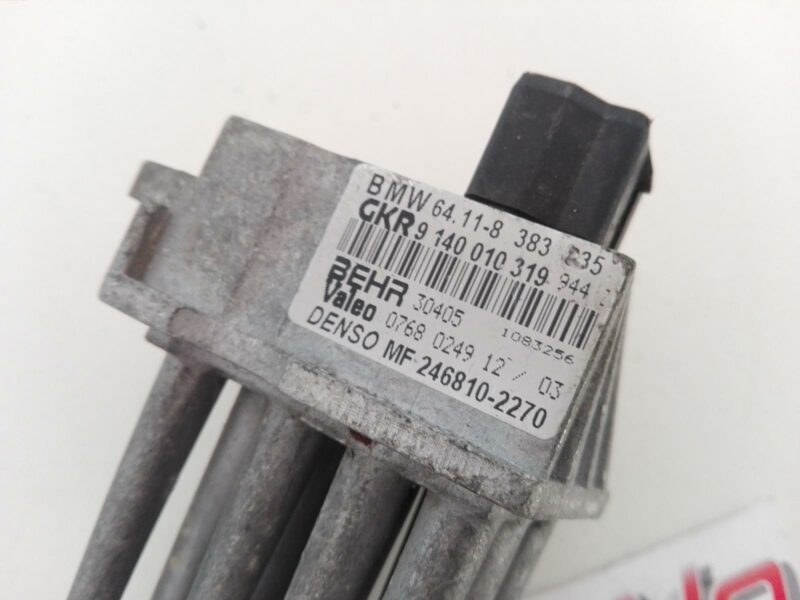 BMW 64.11-8 383 835
GKR 9 140 010 319 944
BEHR 30405 1083256
Valeo 0768 0249 12 / 03
DENSO MF 246810-2270